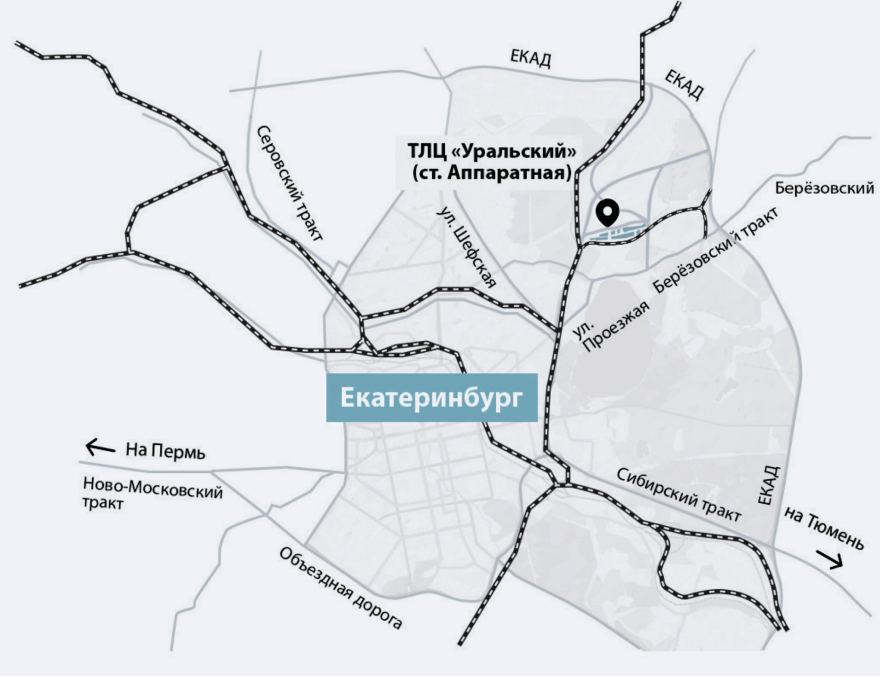 ЕКАД
ЕКАД
Серовский тракт
ТЛЦ «Уральский»
(ст. Аппаратная)
Берёзовский
ул. Шефская
Берёзовский тракт
ул.
Проезжая
Екатеринбург
На Пермь
Ново-Московский
тракт
Сибирский тракт
ЕКАД
на Тюмень
Объездная дорога